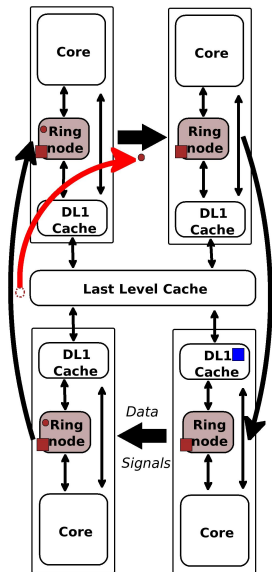 Core
Core
Ring
node
Ring
node
DL1
Cache
DL1
Cache
Last Level Cache
DL1
Cache
DL1
Cache
Data
Ring
node
Ring
node
Signals
Core
Core